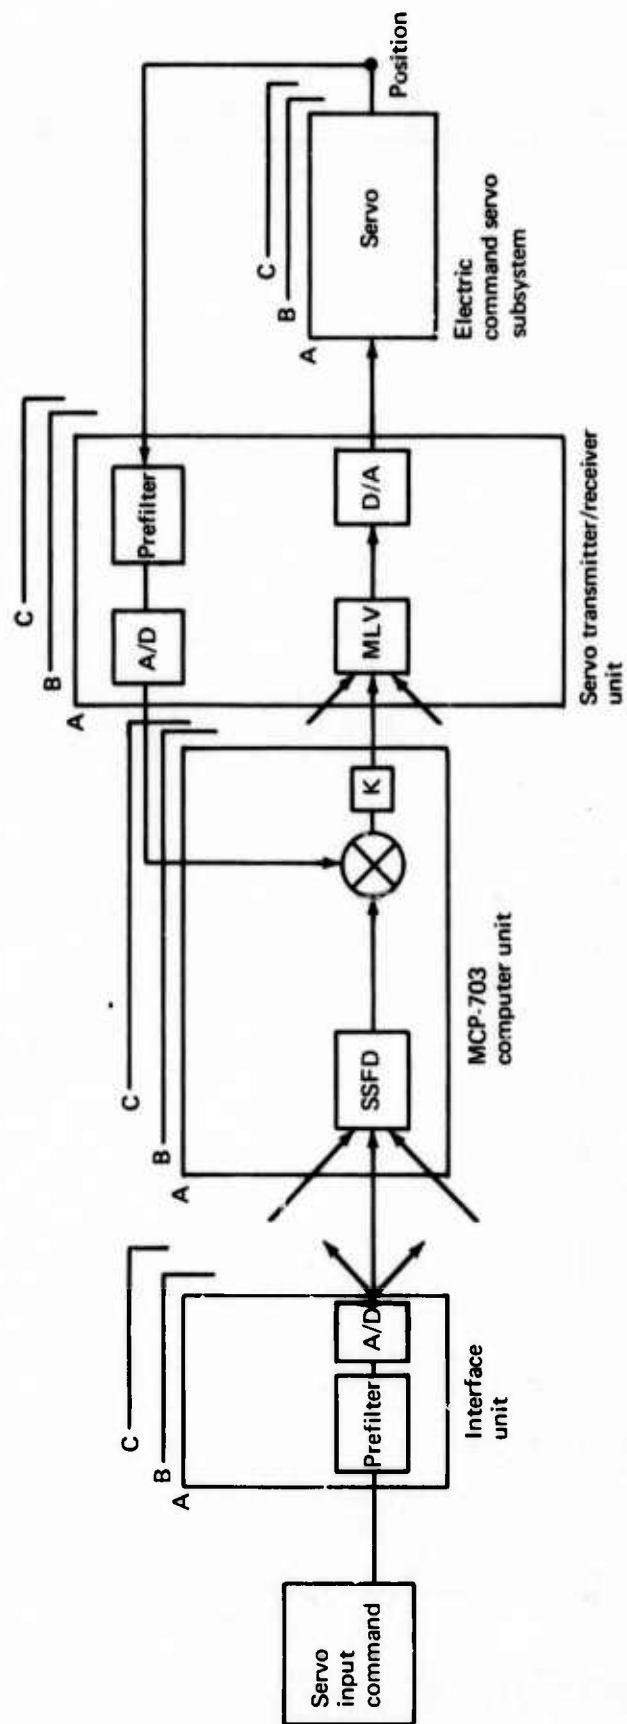 Servo
input
command
A
B
C
Prefilter
A/D
Interface
unit
A
B
C
SSFD
K
MCP-703
computer unit
A
B
C
Prefilter
A/D
MLV
D/A
Servo transmitter/receiver
unit
A
B
C
Servo
Electric
command servo
subsystem
Position